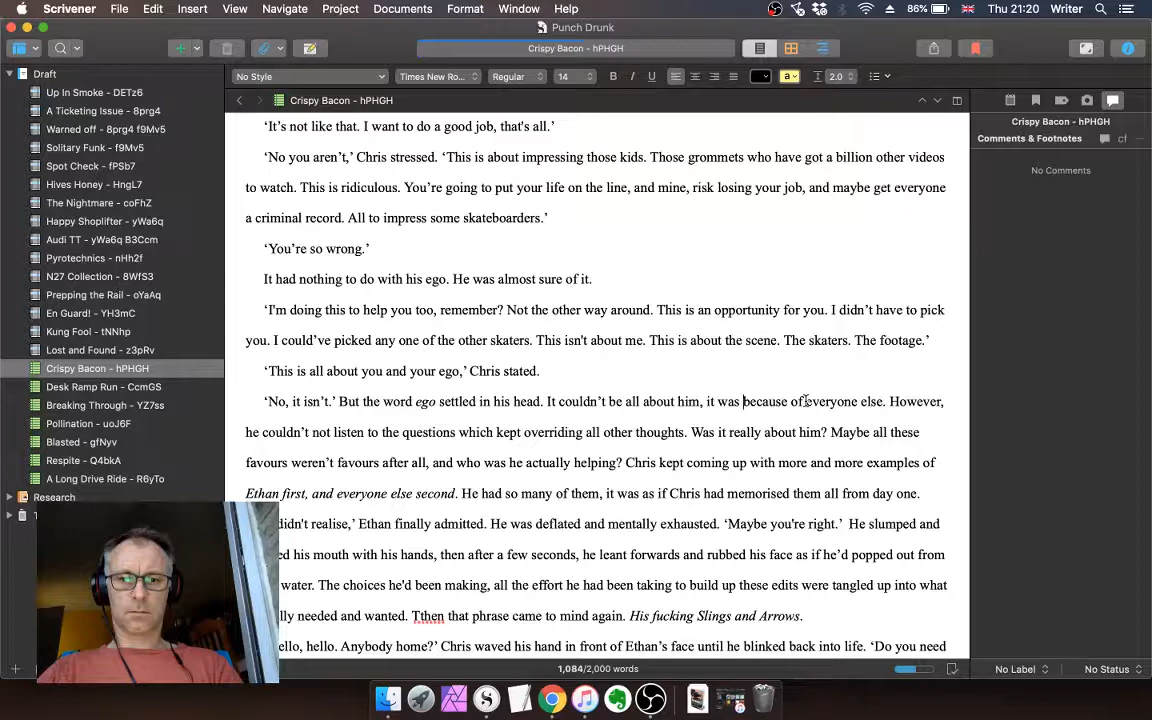 Scrivener File Edit Insert View Navigate Project Documents Format Window Help 86% Thu 21:20 Writer
Punch Drunk
Crispy Bacon - hPHGH
No Style Times New Ro... Regular 14 B I U a 2.0
Draft
Up In Smoke - DETz6
A Ticketing Issue - 8prg4
Warned off - 8prg4 f9Mv5
Solitary Funk - f9Mv5
Spot Check - fPSb7
Hives Honey - HngL7
The Nightmare - coFhZ
Happy Shoplifter - yWa6q
Audi TT - yWa6q B3Ccm
Pyrotechnics - nHh2f
N27 Collection - 8WfS3
Prepping the Rail - oYaAq
En Guard! - YH3mC
Kung Fool - tNNhp
Lost and Found - z3pRv
Crispy Bacon - hPHGH
Desk Ramp Run - CcmGS
Breaking Through - YZ7ss
Pollination - uoJ6F
Blasted - gfNyv
Respite - Q4bkA
A Long Drive Ride - R6yTo
Research
Crispy Bacon - hPHGH
‘It’s not like that. I want to do a good job, that's all.’
‘No you aren’t,’ Chris stressed. ‘This is about impressing those kids. Those grommets who have got a billion other videos
to watch. This is ridiculous. You’re going to put your life on the line, and mine, risk losing your job, and maybe get everyone
a criminal record. All to impress some skateboarders.’
‘You’re so wrong.’
It had nothing to do with his ego. He was almost sure of it.
‘I'm doing this to help you too, remember? Not the other way around. This is an opportunity for you. I didn’t have to pick
you. I could’ve picked any one of the other skaters. This isn't about me. This is about the scene. The skaters. The footage.’
‘This is all about you and your ego,’ Chris stated.
‘No, it isn’t.’ But the word ego settled in his head. It couldn’t be all about him, it was because of everyone else. However,
he couldn’t not listen to the questions which kept overriding all other thoughts. Was it really about him? Maybe all these
favours weren’t favours after all, and who was he actually helping? Chris kept coming up with more and more examples of
Ethan first, and everyone else second. He had so many of them, it was as if Chris had memorised them all from day one.
didn't realise,’ Ethan finally admitted. He was deflated and mentally exhausted. ‘Maybe you're right.’ He slumped and
his mouth with his hands, then after a few seconds, he leant forwards and rubbed his face as if he’d popped out from
water. The choices he'd been making, all the effort he had been taking to build up these edits were tangled up into what
needed and wanted. Tthen that phrase came to mind again. His fucking Slings and Arrows.
hello. Anybody home?’ Chris waved his hand in front of Ethan’s face until he blinked back into life. ‘Do you need
1,084/2,000 words
Crispy Bacon - hPHGH
Comments & Footnotes cf
No Comments
No Label No Status